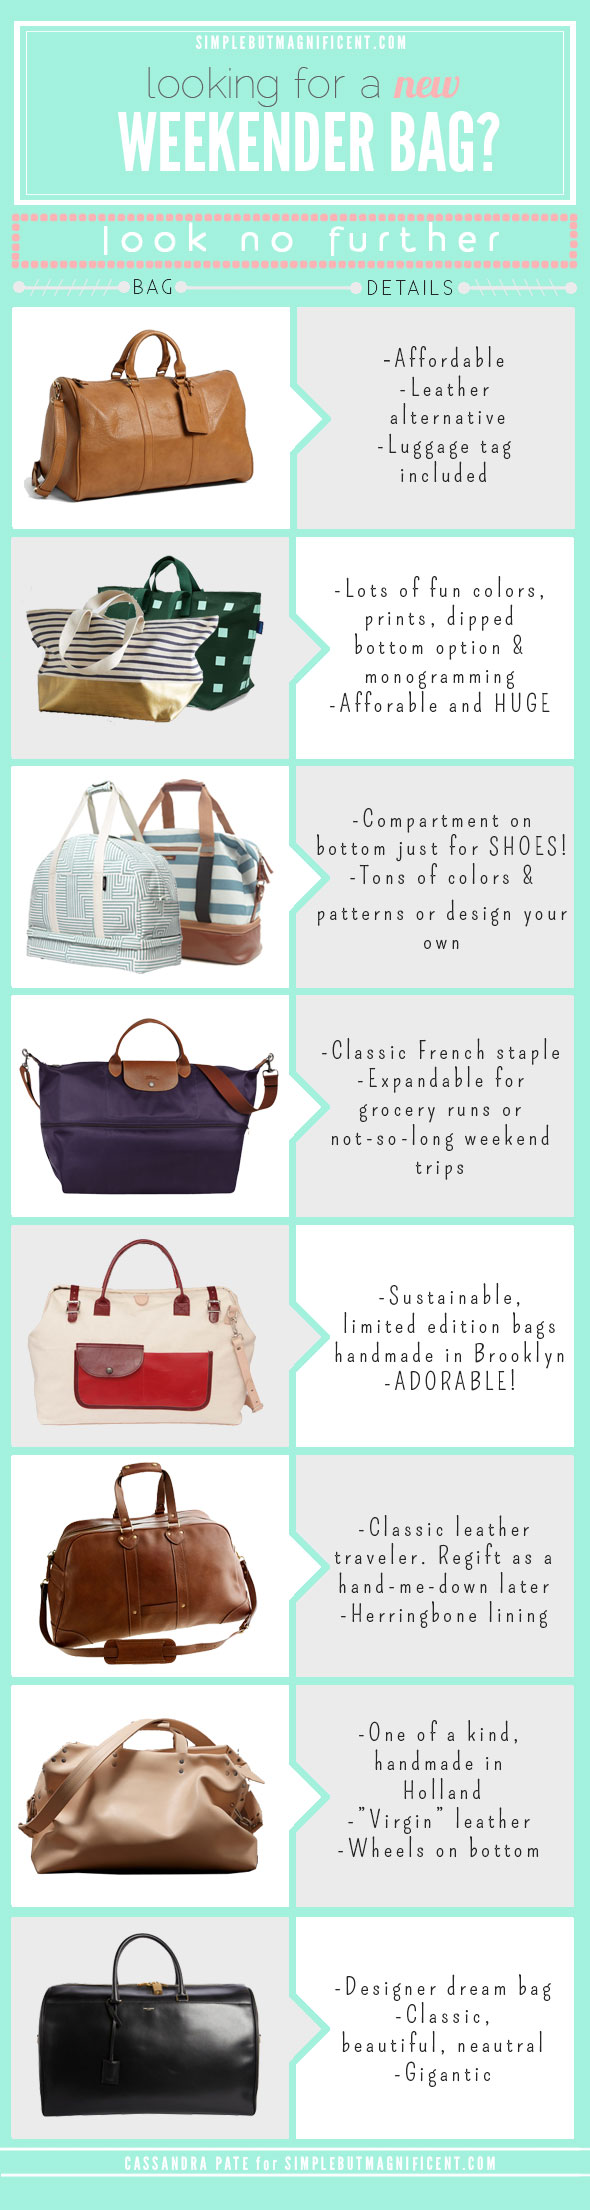 SIMPLEBUTMAGNIFICENT.COM
looking for a new
WEEKENDER BAG?
look no further
BAG
DETAILS
-Affordable
-Leather
alternative
-Luggage tag
included
-Lots of fun colors,
prints, dipped
bottom option &
monogramming
-Afforable and HUGE
-Compartment on
bottom just for SHOES!
-Tons of colors &
patterns or design your
own
-Classic French staple
-Expandable for
grocery runs or
not-so-long weekend
trips
-Sustainable,
limited edition bags
handmade in Brooklyn
-ADORABLE!
-Classic leather
traveler. Regift as a
hand-me-down later
-Herringbone lining
-One of a kind,
handmade in
Holland
-"Virgin" leather
-Wheels on bottom
-Designer dream bag
-Classic,
beautiful, neautral
-Gigantic
CASSANDRA PATE for SIMPLEBUTMAGNIFICENT.COM